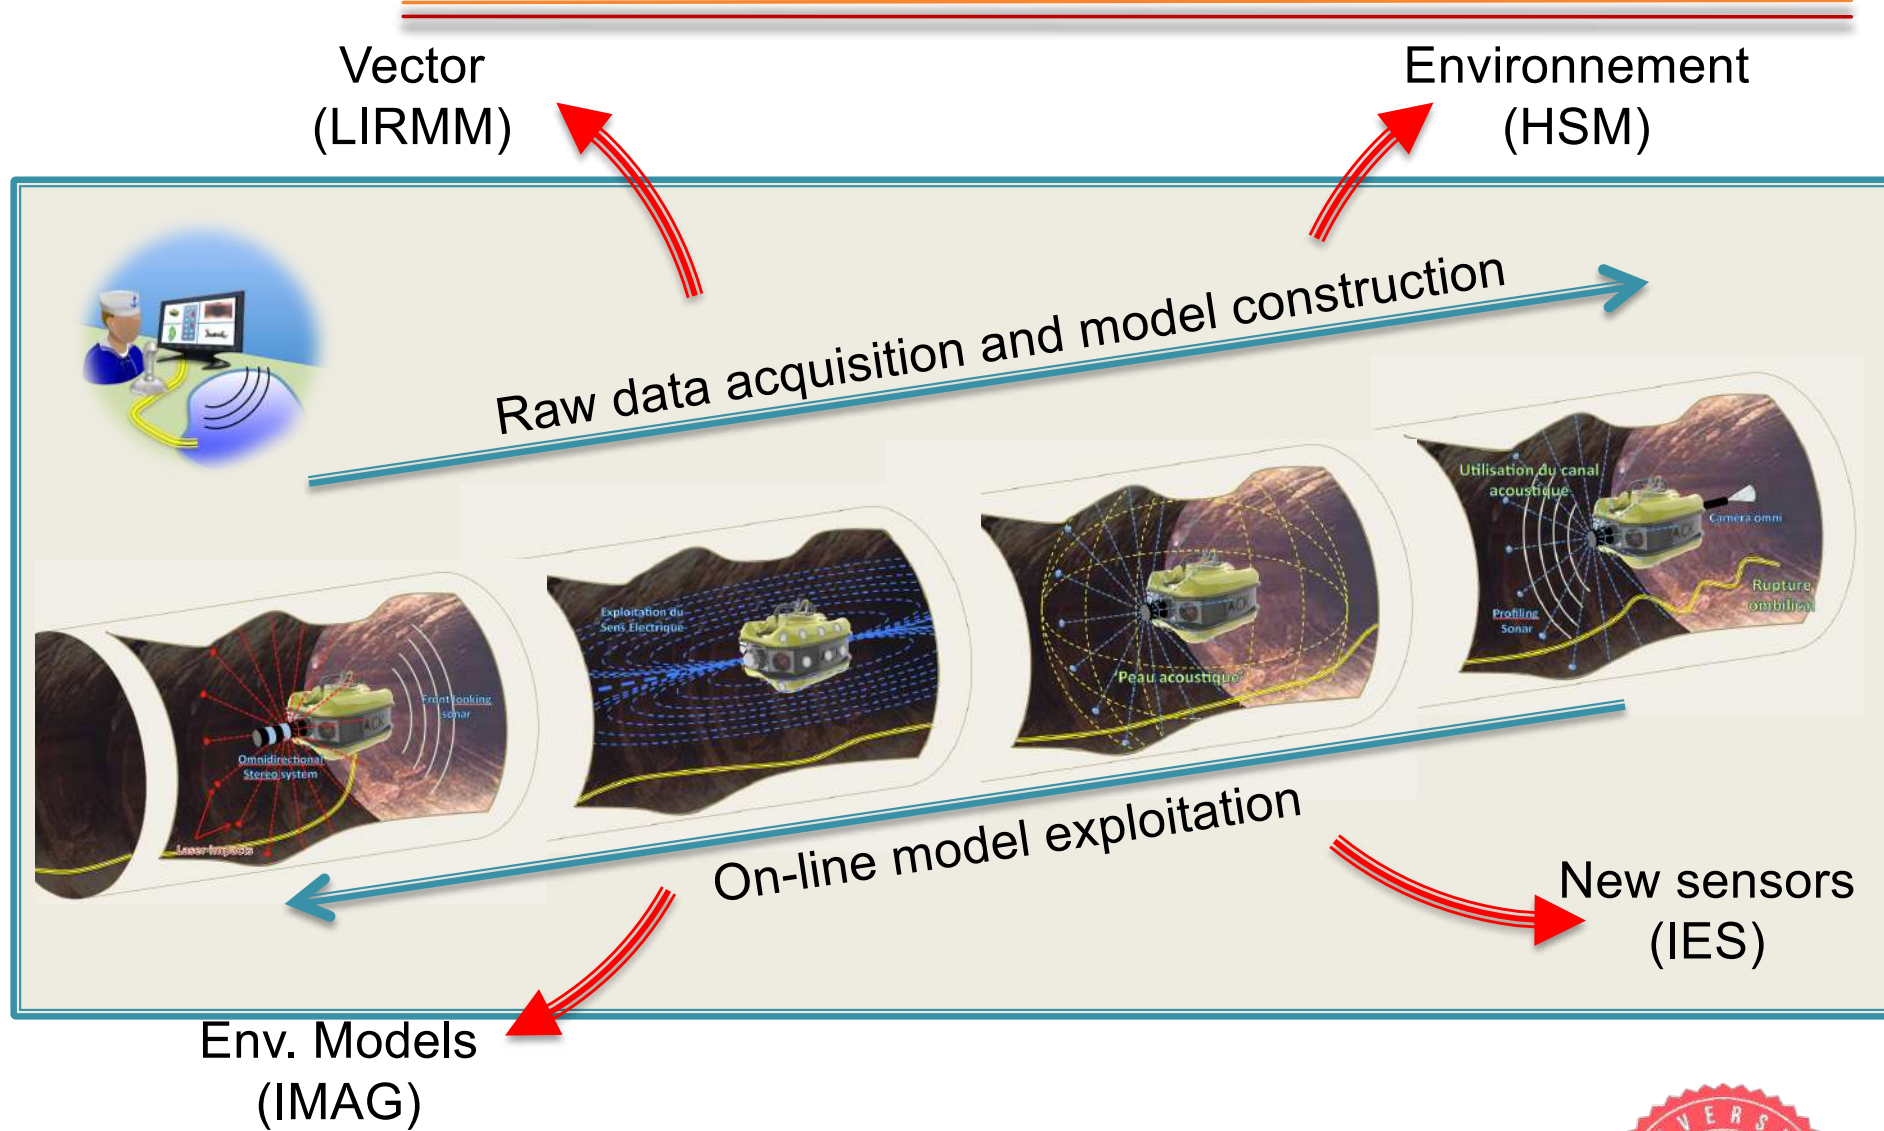 Vector
(LIRMM)
Environnement
(HSM)
Raw data acquisition and model construction
Utilisation du canal
acoustique
Camera omni
Profiling
Sonar
Rupture
ombilical
Exploitation du
Sens Electrique
JACK
Peau acoustique
Front looking
sonar
Omnidirectional
Stereo system
Laser impacts
On-line model exploitation
New sensors
(IES)
Env. Models
(IMAG)
VERS